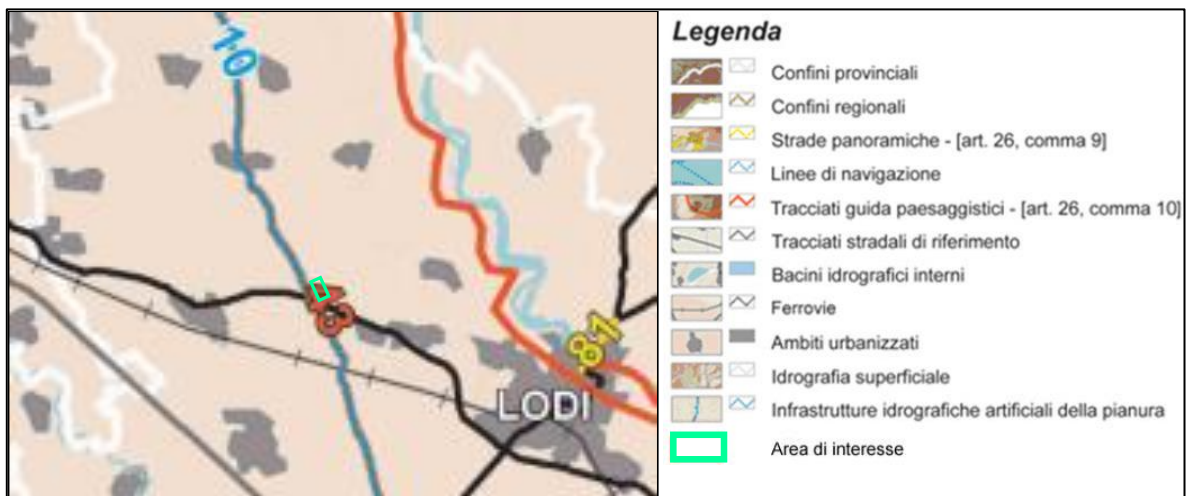 10
18
81
LODI
Legenda
Confini provinciali
Confini regionali
Strade panoramiche - [art. 26, comma 9]
Linee di navigazione
Tracciati guida paesaggistici - [art. 26, comma 10]
Tracciati stradali di riferimento
Bacini idrografici interni
Ferrovie
Ambiti urbanizzati
Idrografia superficiale
Infrastrutture idrografiche artificiali della pianura
Area di interesse